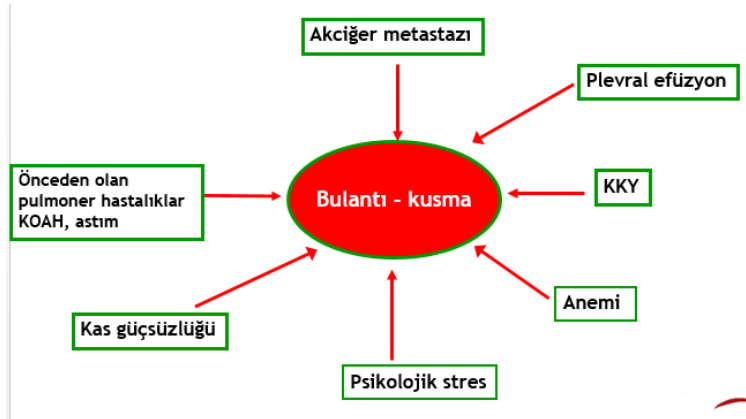 Akciğer metastazı
Plevral efüzyon
Önceden olan
pulmoner hastalıklar
KOAH, astım
Bulantı - kusma
KKY
Anemi
Kas güçsüzlüğü
Psikolojik stres